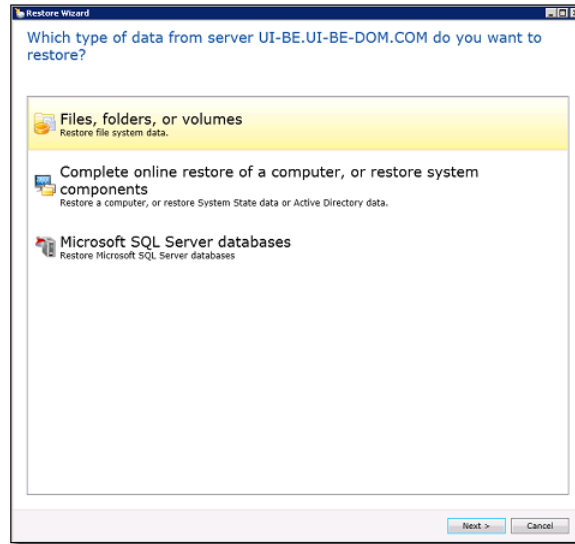 Restore Wizard
Which type of data from server UI-BE.UI-BE-DOM.COM do you want to
restore?
Files, folders, or volumes
Restore file system data.
Complete online restore of a computer, or restore system
components
Restore a computer, or restore System State data or Active Directory data.
Microsoft SQL Server databases
Restore Microsoft SQL Server databases
Next >
Cancel